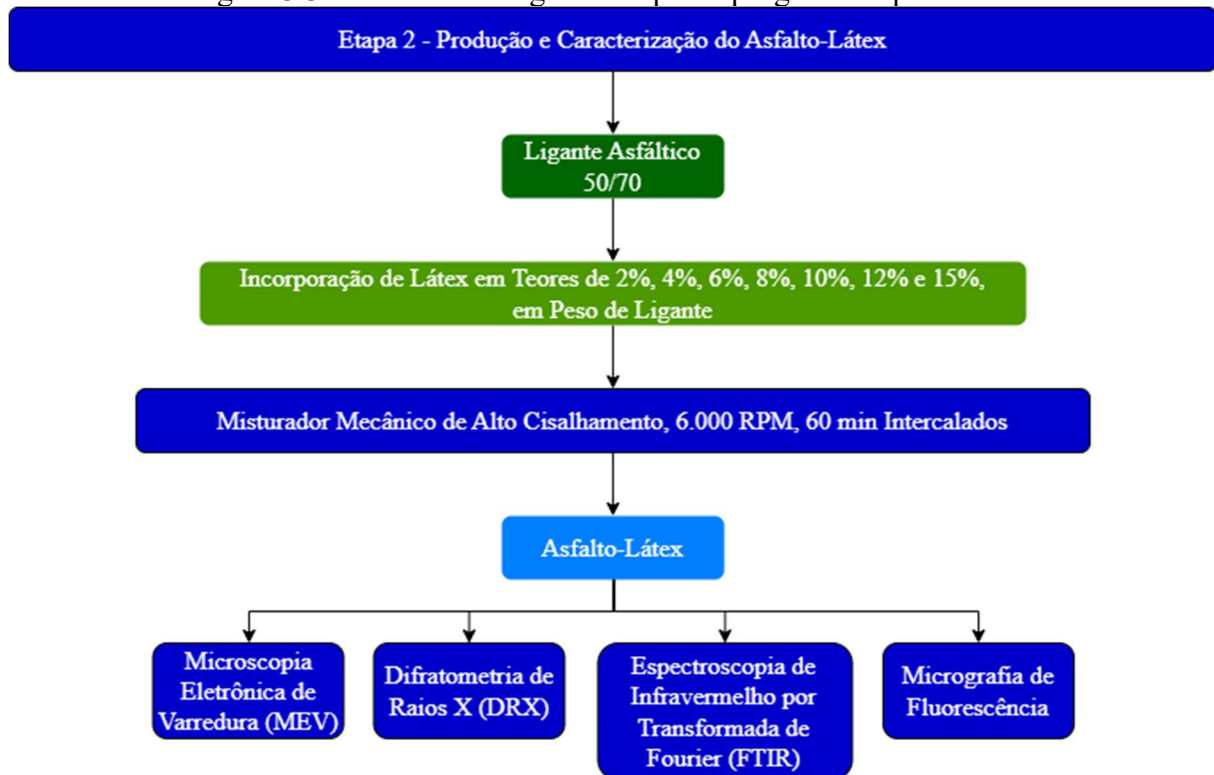 Etapa 2 - Produção e Caracterização do Asfalto-Látex
Ligante Asfáltico
50/70
Incorporação de Látex em Teores de 2%, 4%, 6%, 8%, 10%, 12% e 15%,
em Peso de Ligante
Misturador Mecânico de Alto Cisalhamento, 6.000 RPM, 60 min Intercalados
Asfalto-Látex
Microscopia
Eletrônica de
Varredura (MEV)
Difratometria de
Raios X (DRX)
Espectroscopia de
Infravermelho por
Transformada de
Fourier (FTIR)
Micrografia de
Fluorescência